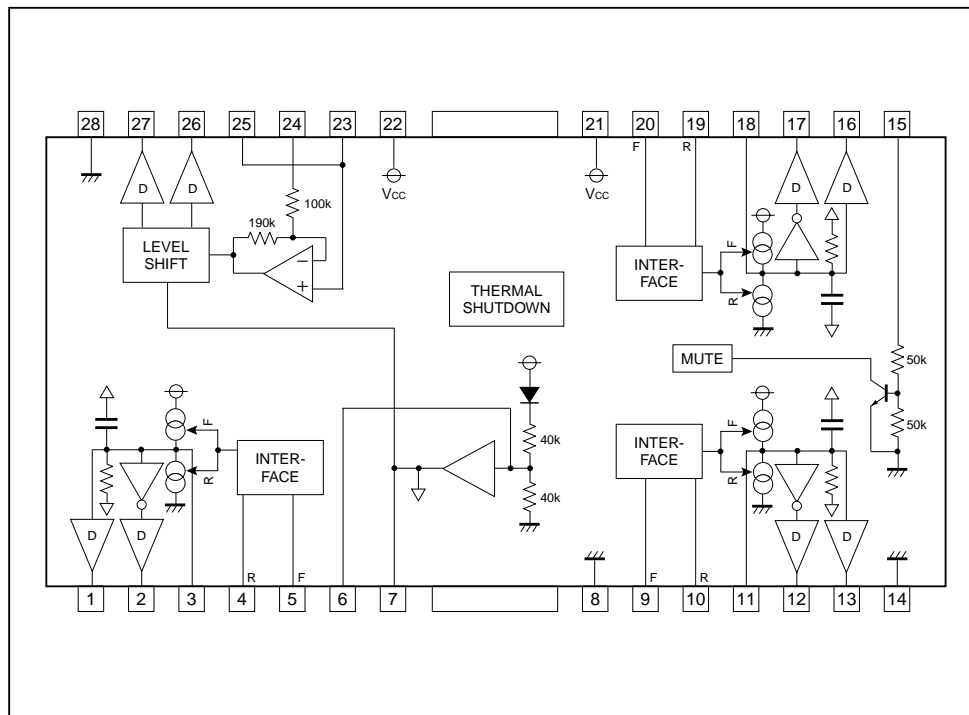 28 27 26 25 24 23 22 21 20 19 18 17 16 15
F R
VCC VCC
D D D D
100k
190k
LEVEL
SHIFT
−
+
INTER-
FACE
F
R
THERMAL
SHUTDOWN
MUTE
50k
50k
F
R
INTER-
FACE
40k
40k
INTER-
FACE
F
R
D D D D
R F F R
1 2 3 4 5 6 7 8 9 10 11 12 13 14